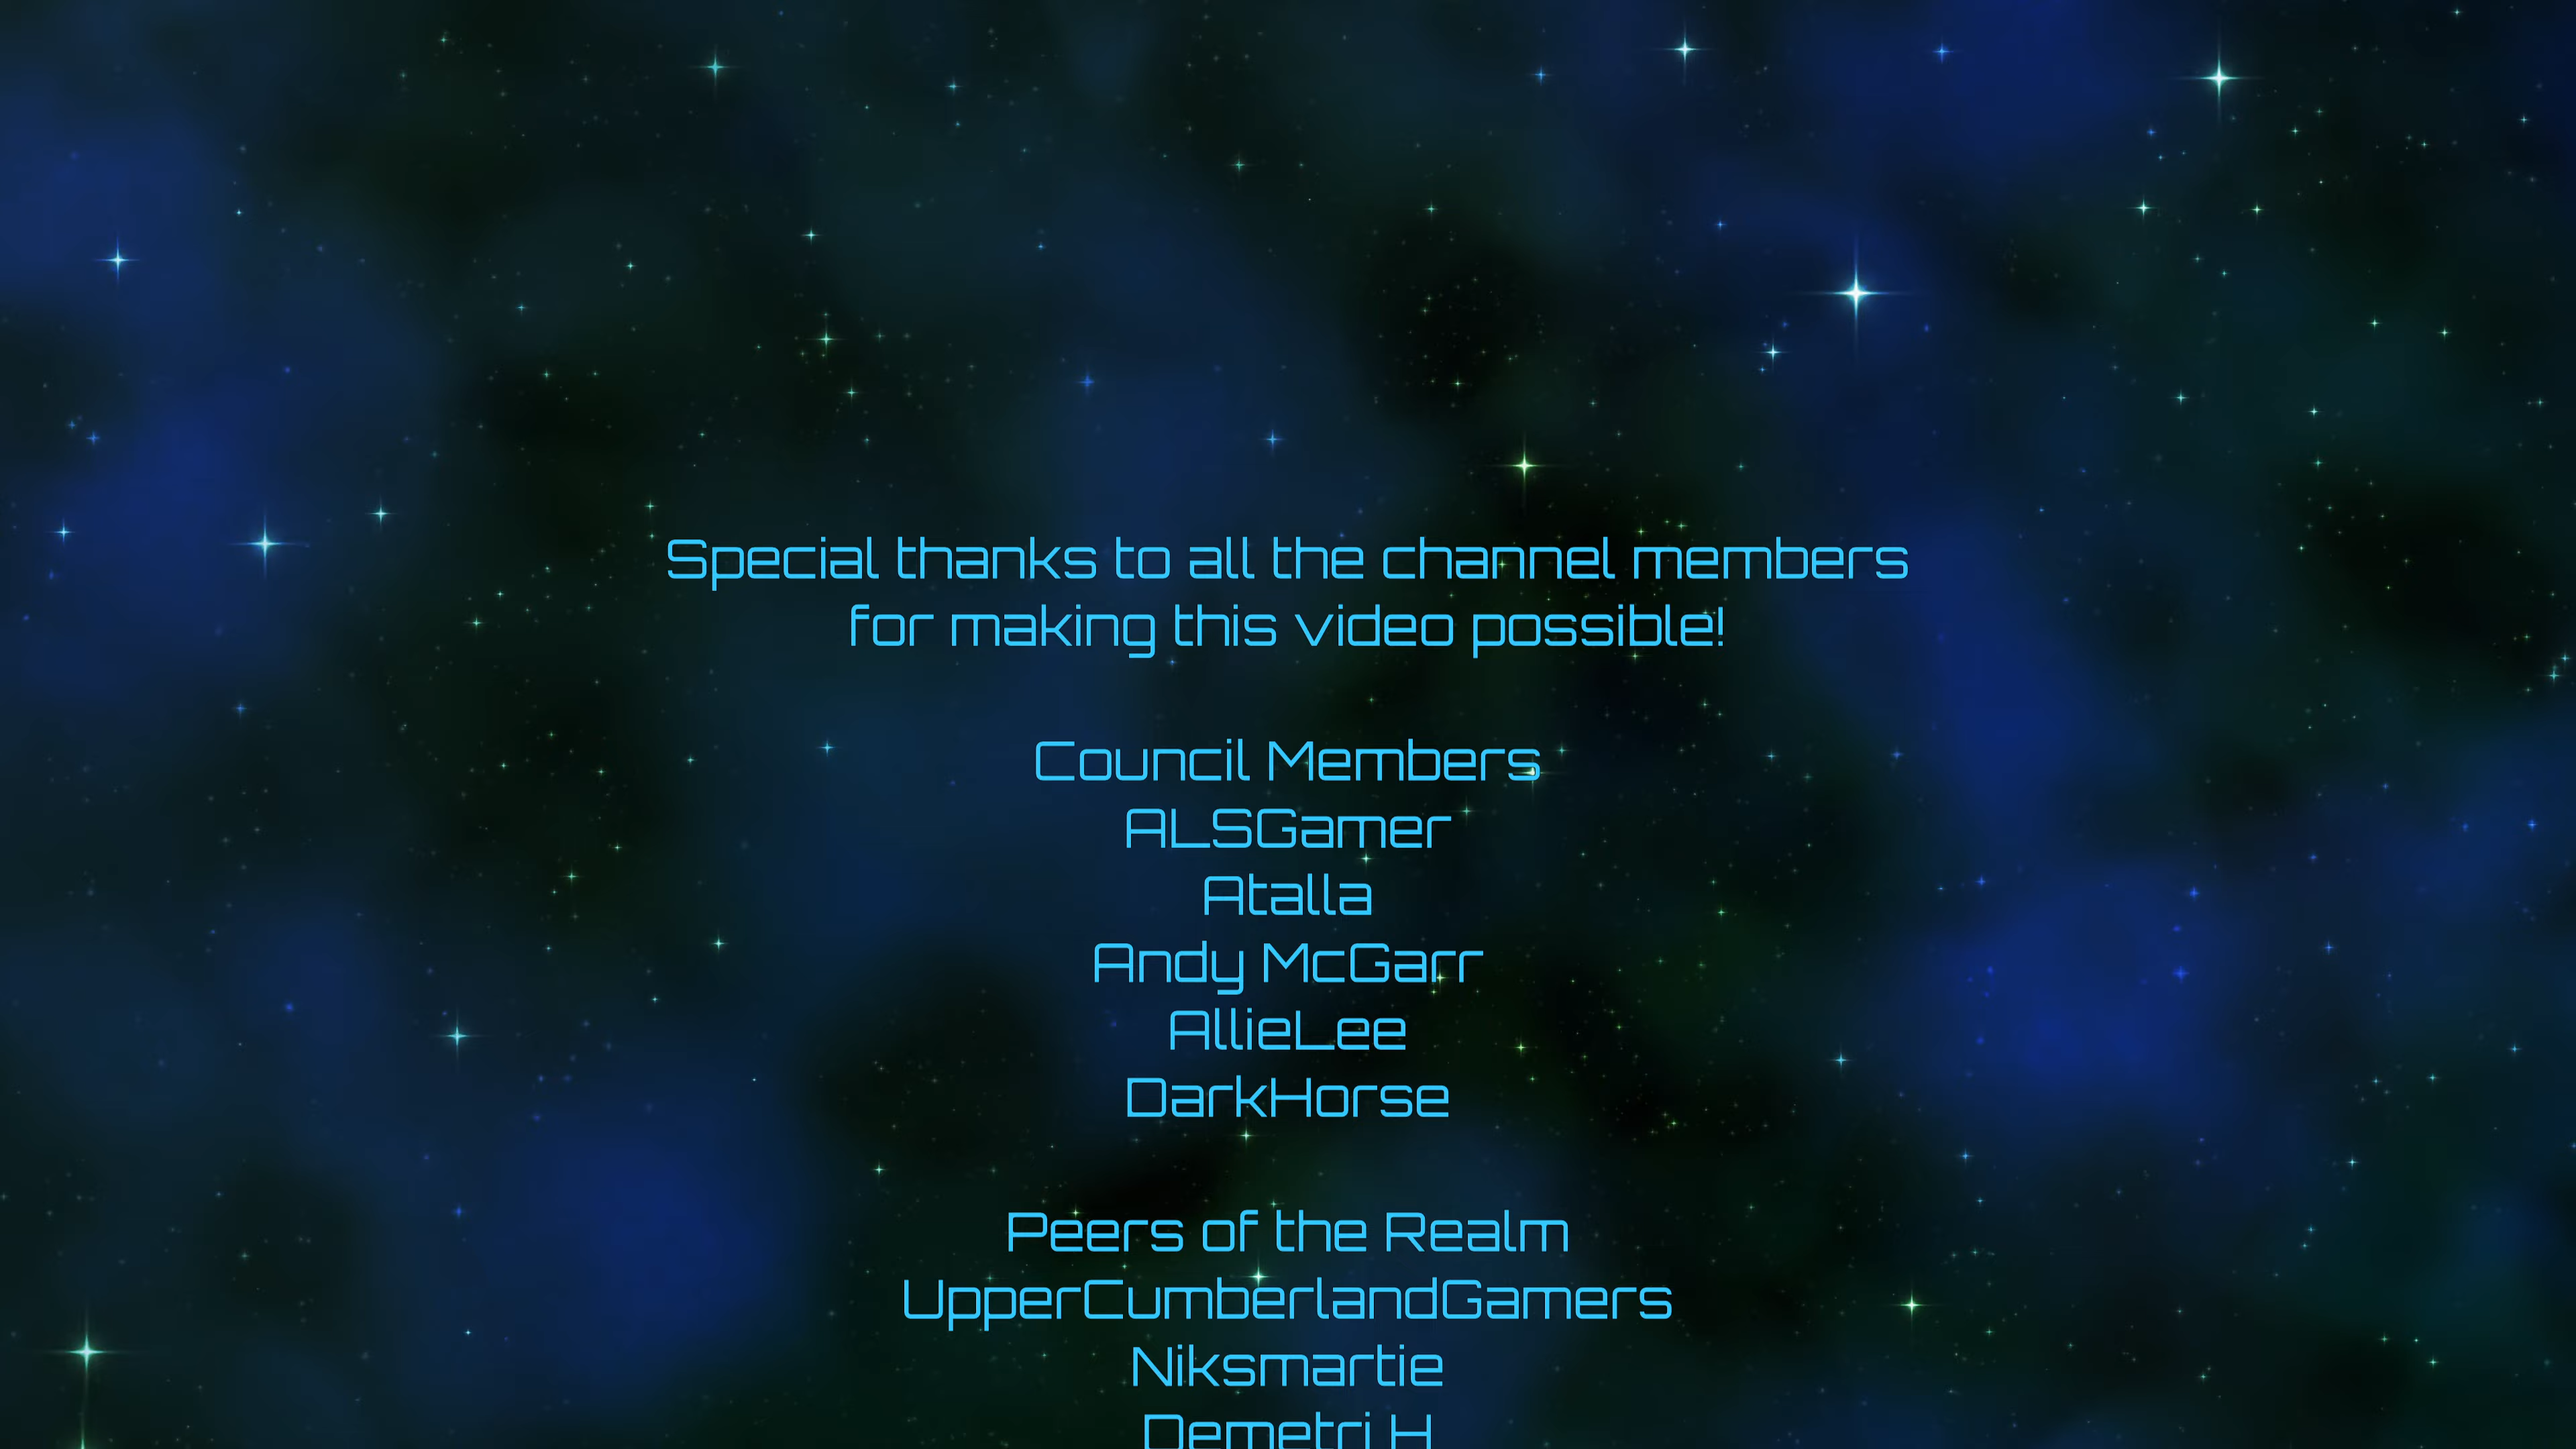 Special thanks to all the channel members
for making this video possible!
Council Members
ALSGamer
Atalla
Andy McGarr
AllieLee
DarkHorse
Peers of the Realm
UpperCumberlandGamers
Niksmartie
Demetri H